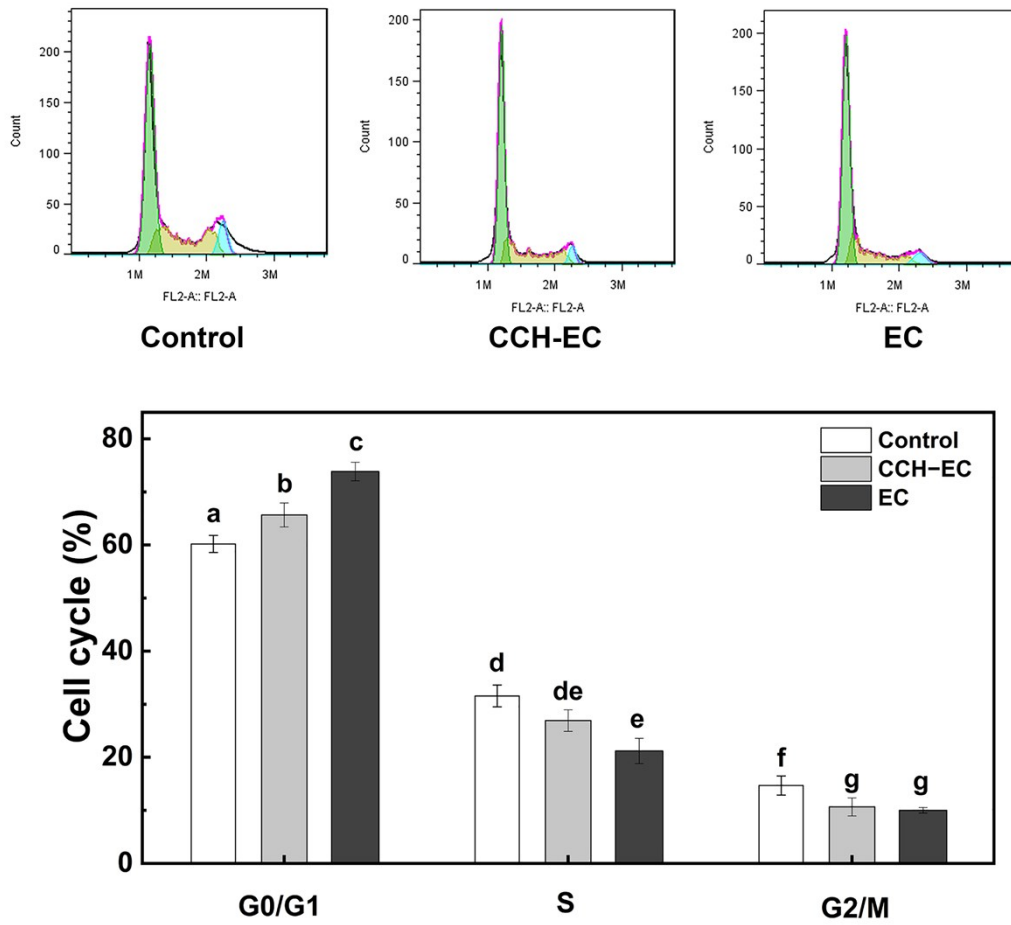 Count
200
150
100
50
0
1M 2M 3M
FL2-A:: FL2-A
Control
Count
200
150
100
50
0
1M 2M 3M
FL2-A:: FL2-A
CCH-EC
Count
200
150
100
50
0
1M 2M 3M
FL2-A:: FL2-A
EC
Cell cycle (%)
80
60
40
20
0
a
b
c
d
de
e
f
g
g
Control
CCH−EC
EC
G0/G1 S G2/M